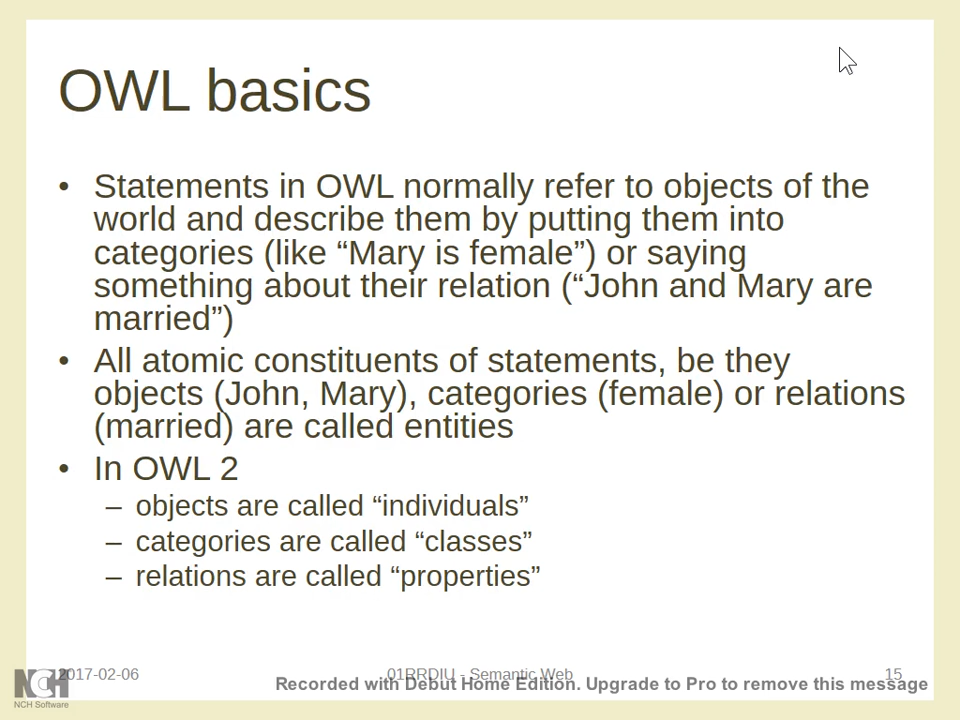 OWL basics
• Statements in OWL normally refer to objects of the
world and describe them by putting them into
categories (like “Mary is female”) or saying
something about their relation (“John and Mary are
married”)
• All atomic constituents of statements, be they
objects (John, Mary), categories (female) or relations
(married) are called entities
• In OWL 2
– objects are called “individuals”
– categories are called “classes”
– relations are called “properties”
2017-02-06
01RRDIU - Semantic Web
15
Recorded with Debut Home Edition. Upgrade to Pro to remove this message
NCH
NCH Software